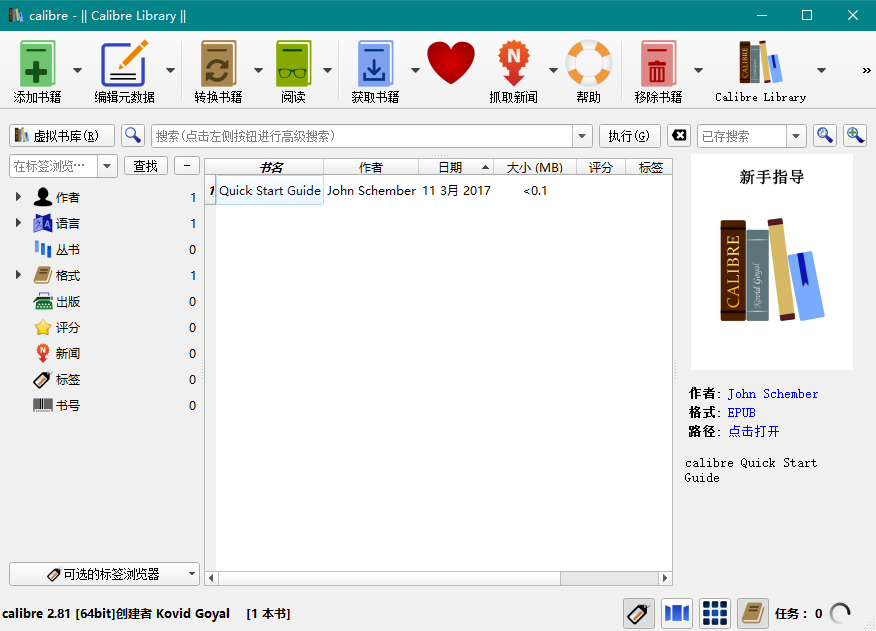 calibre - || Calibre Library ||
添加书籍 编辑元数据 转换书籍 阅读 获取书籍 抓取新闻 帮助 移除书籍 Calibre Library »
虚拟书库(R) 搜索(点击左侧按钮进行高级搜索) 执行(G) 已存搜索
在标签浏览… 查找 −
书名 作者 日期 大小 (MB) 评分 标签
1 Quick Start Guide John Schember 11 3月 2017 <0.1
作者 1
语言 1
丛书 0
格式 1
出版 0
评分 0
新闻 0
标签 0
书号 0
可选的标签浏览器
新手指导
CALIBRE
Kovid Goyal
作者: John Schember
格式: EPUB
路径: 点击打开
calibre Quick Start
Guide
calibre 2.81 [64bit]创建者 Kovid Goyal [1 本书]
任务: 0